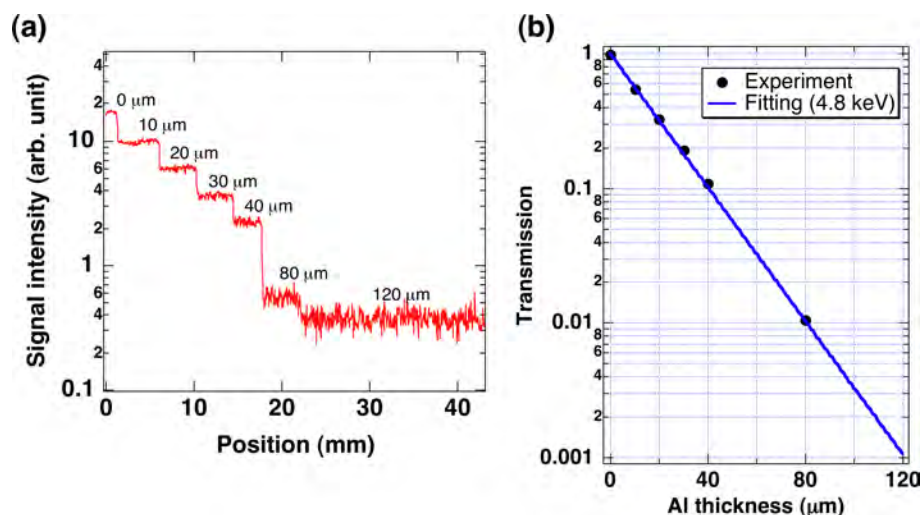 (a)
Signal intensity (arb. unit)
4
2
10
8
6
4
2
1
8
6
4
2
0.1
0 μm
10 μm
20 μm
30 μm
40 μm
80 μm
120 μm
0
10
20
30
40
Position (mm)
(b)
Transmission
1
8
6
4
2
0.1
8
6
4
2
0.01
8
6
4
2
0.001
Experiment
Fitting (4.8 keV)
0
40
80
120
Al thickness (μm)